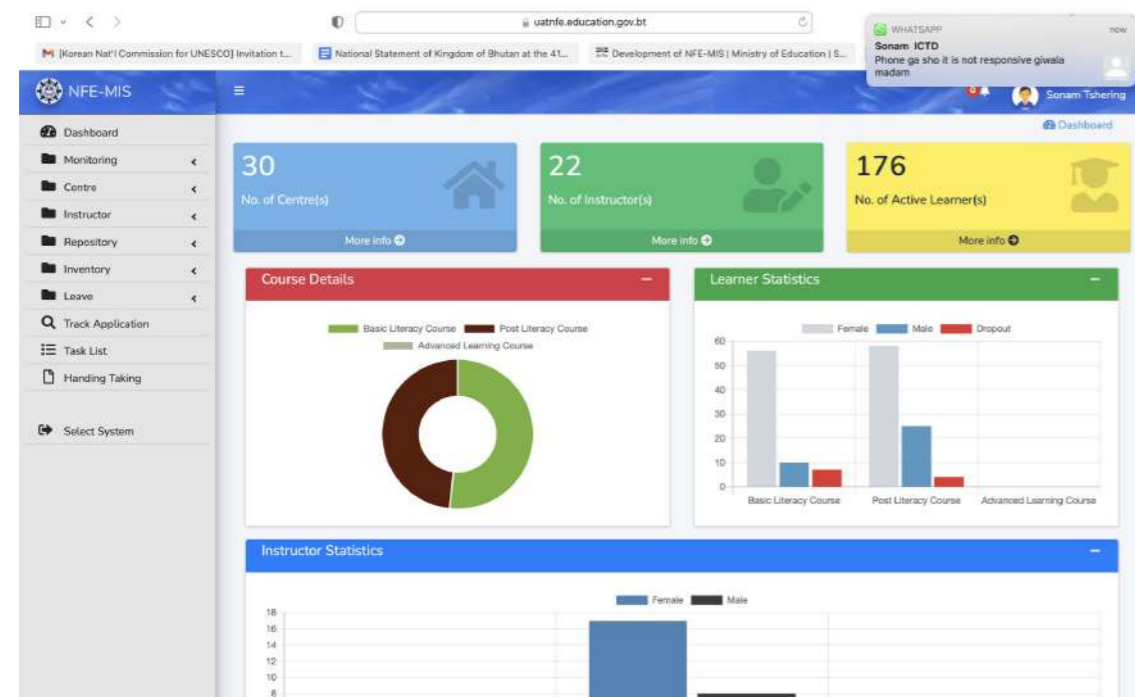 uatnfe.education.gov.bt
[Korean Nat'l Commission for UNESCO] Invitation t...
National Statement of Kingdom of Bhutan at the 41...
Development of NFE-MIS | Ministry of Education | S...
WHATSAPP now
Sonam ICTD
Phone ga sho it is not responsive giwala
madam
NFE-MIS
Sonam Tshering
Dashboard
Dashboard
Monitoring
Centre
Instructor
Repository
Inventory
Leave
Track Application
Task List
Handing Taking
Select System
30
No. of Centre(s)
More info
22
No. of Instructor(s)
More info
176
No. of Active Learner(s)
More info
Course Details
Basic Literacy Course Post Literacy Course
Advanced Learning Course
Learner Statistics
Female Male Dropout
60
50
40
30
20
10
0
Basic Literacy Course Post Literacy Course Advanced Learning Course
Instructor Statistics
Female Male
18
16
14
12
10
8